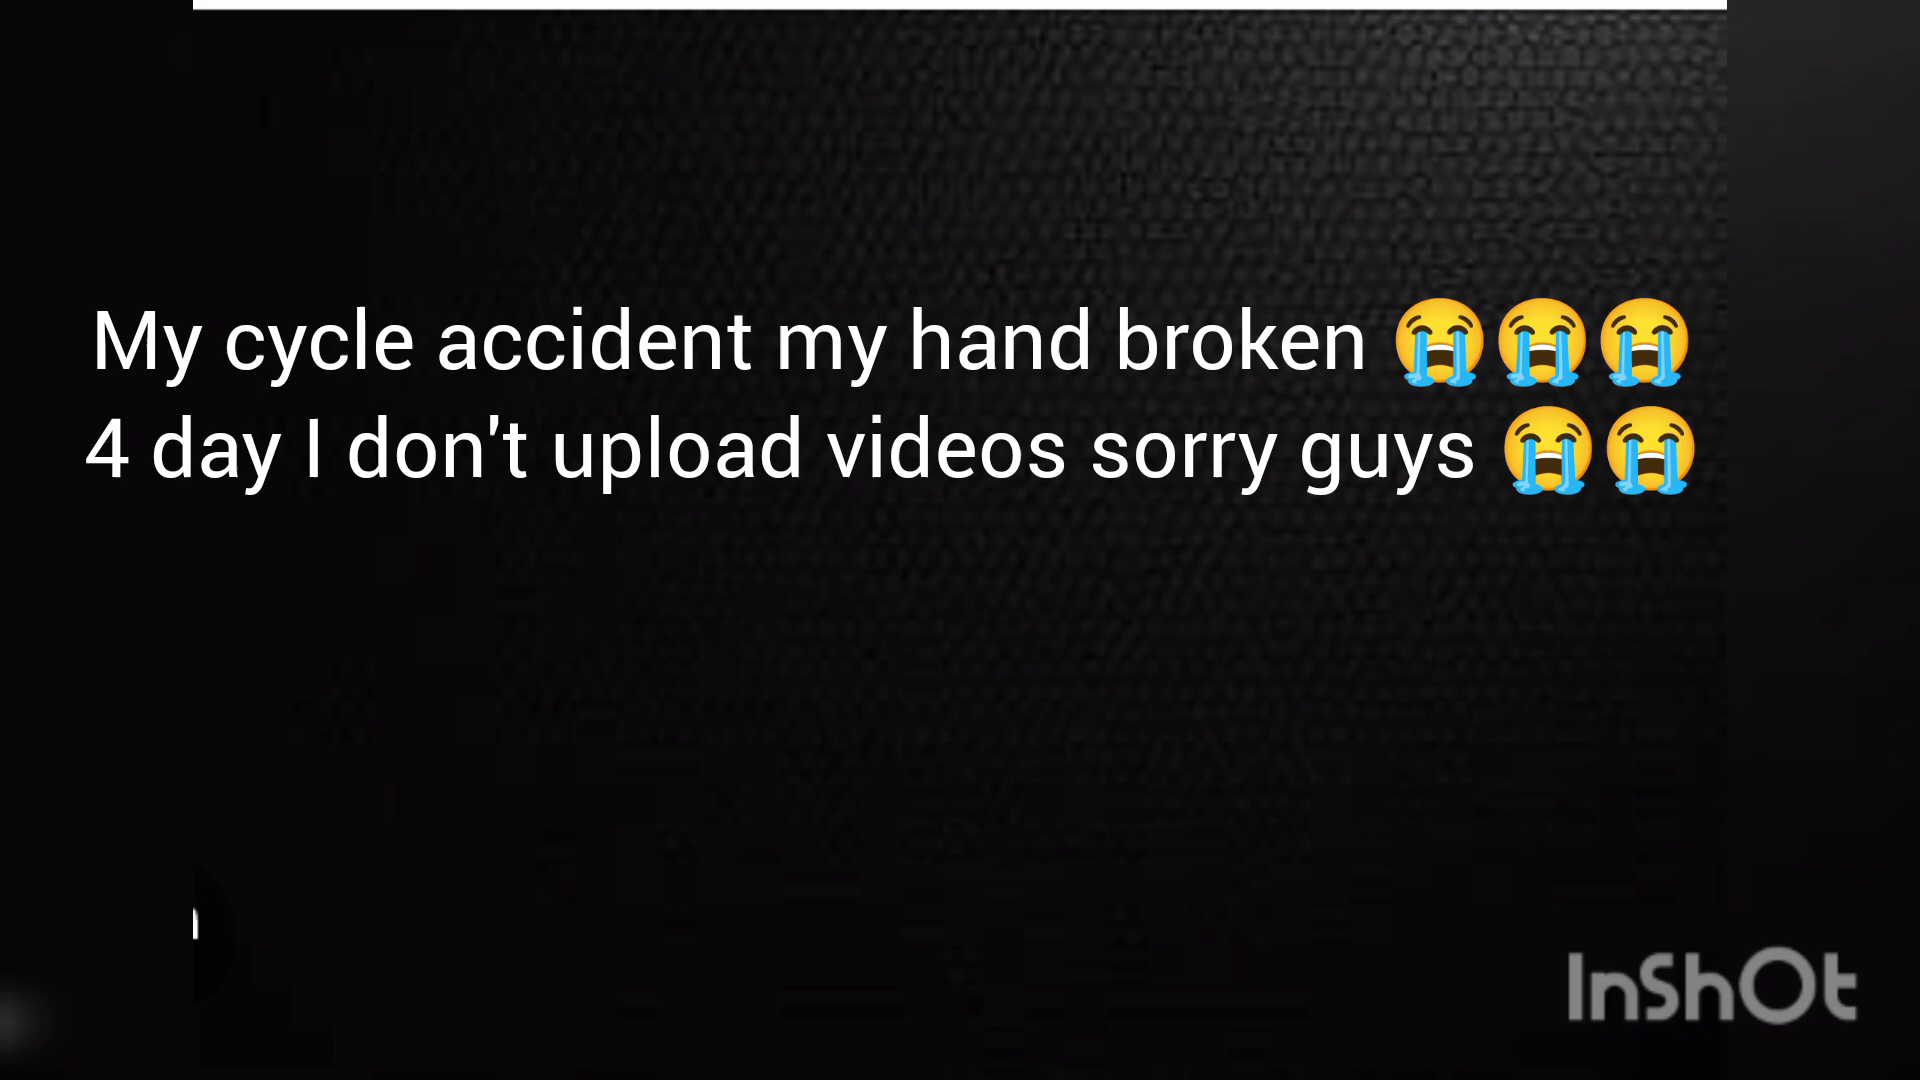 My cycle accident my hand broken 😭😭😭
4 day I don't upload videos sorry guys 😭😭
InShOt